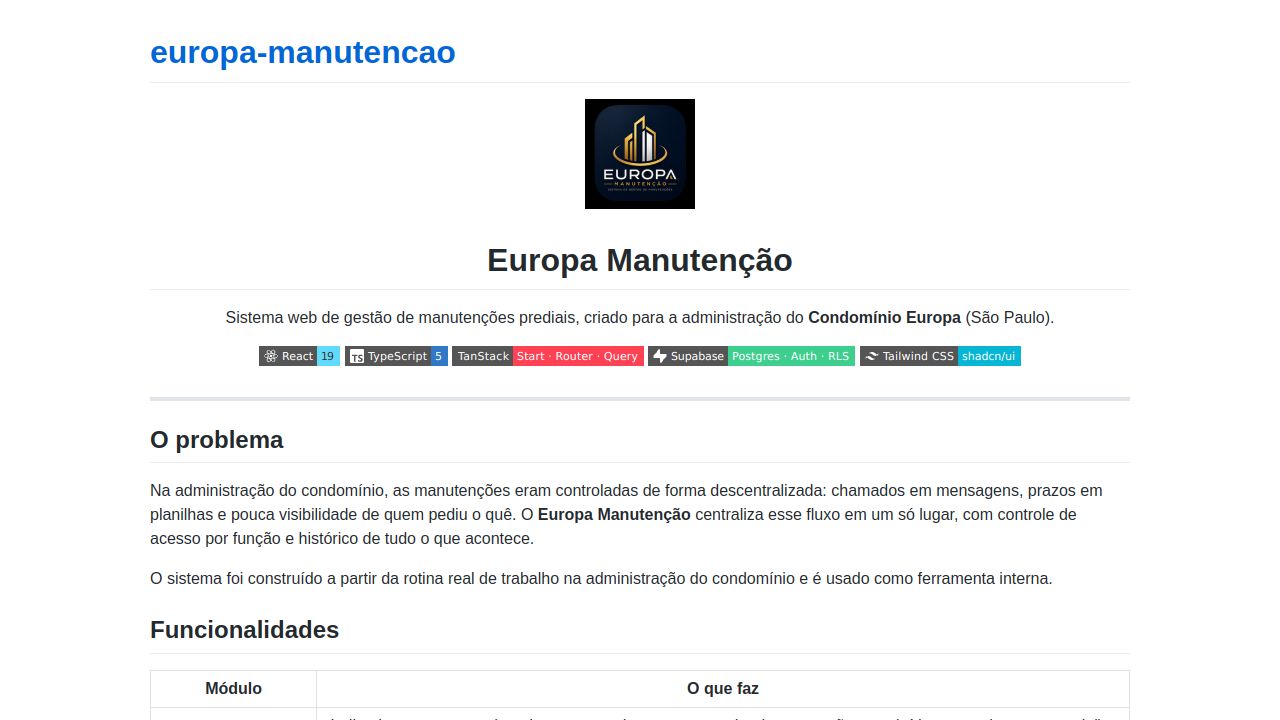 europa-manutencao
EUROPA
MANUTENÇÃO
Europa Manutenção
Sistema web de gestão de manutenções prediais, criado para a administração do Condomínio Europa (São Paulo).
React 19 TypeScript 5 TanStack Start · Router · Query Supabase Postgres · Auth · RLS Tailwind CSS shadcn/ui
O problema
Na administração do condomínio, as manutenções eram controladas de forma descentralizada: chamados em mensagens, prazos em
planilhas e pouca visibilidade de quem pediu o quê. O Europa Manutenção centraliza esse fluxo em um só lugar, com controle de
acesso por função e histórico de tudo o que acontece.
O sistema foi construído a partir da rotina real de trabalho na administração do condomínio e é usado como ferramenta interna.
Funcionalidades
Módulo O que faz